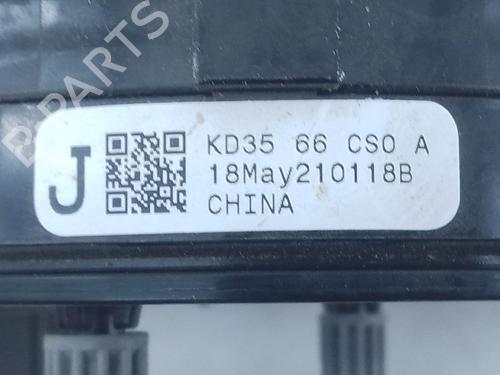 B-PARTS
J
KD35 66 CS0 A
18May210118B
CHINA